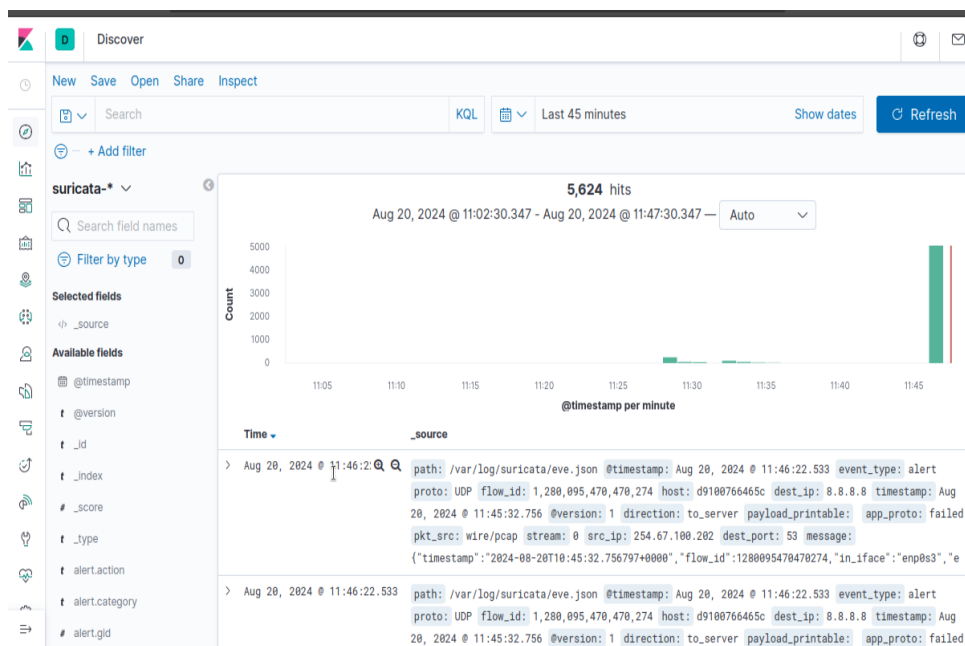 D Discover
New Save Open Share Inspect
Search KQL Last 45 minutes Show dates Refresh
+ Add filter
suricata-*
Search field names
Filter by type 0
Selected fields
</> _source
Available fields
@timestamp
t @version
t _id
t _index
# _score
t _type
t alert.action
t alert.category
# alert.gid
5,624 hits
Aug 20, 2024 @ 11:02:30.347 - Aug 20, 2024 @ 11:47:30.347 — Auto
Count
5000
4000
3000
2000
1000
0
11:05 11:10 11:15 11:20 11:25 11:30 11:35 11:40 11:45
@timestamp per minute
Time _source
Aug 20, 2024 @ 11:46:2
path: /var/log/suricata/eve.json @timestamp: Aug 20, 2024 @ 11:46:22.533 event_type: alert
proto: UDP flow_id: 1,280,095,470,470,274 host: d9100766465c dest_ip: 8.8.8.8 timestamp: Aug
20, 2024 @ 11:45:32.756 @version: 1 direction: to_server payload_printable: app_proto: failed
pkt_src: wire/pcap stream: 0 src_ip: 254.67.100.202 dest_port: 53 message:
{"timestamp":"2024-08-20T10:45:32.756797+0000","flow_id":1280095470470274,"in_iface":"enp0s3","e
Aug 20, 2024 @ 11:46:22.533
path: /var/log/suricata/eve.json @timestamp: Aug 20, 2024 @ 11:46:22.533 event_type: alert
proto: UDP flow_id: 1,280,095,470,470,274 host: d9100766465c dest_ip: 8.8.8.8 timestamp: Aug
20, 2024 @ 11:45:32.756 @version: 1 direction: to_server payload_printable: app_proto: failed